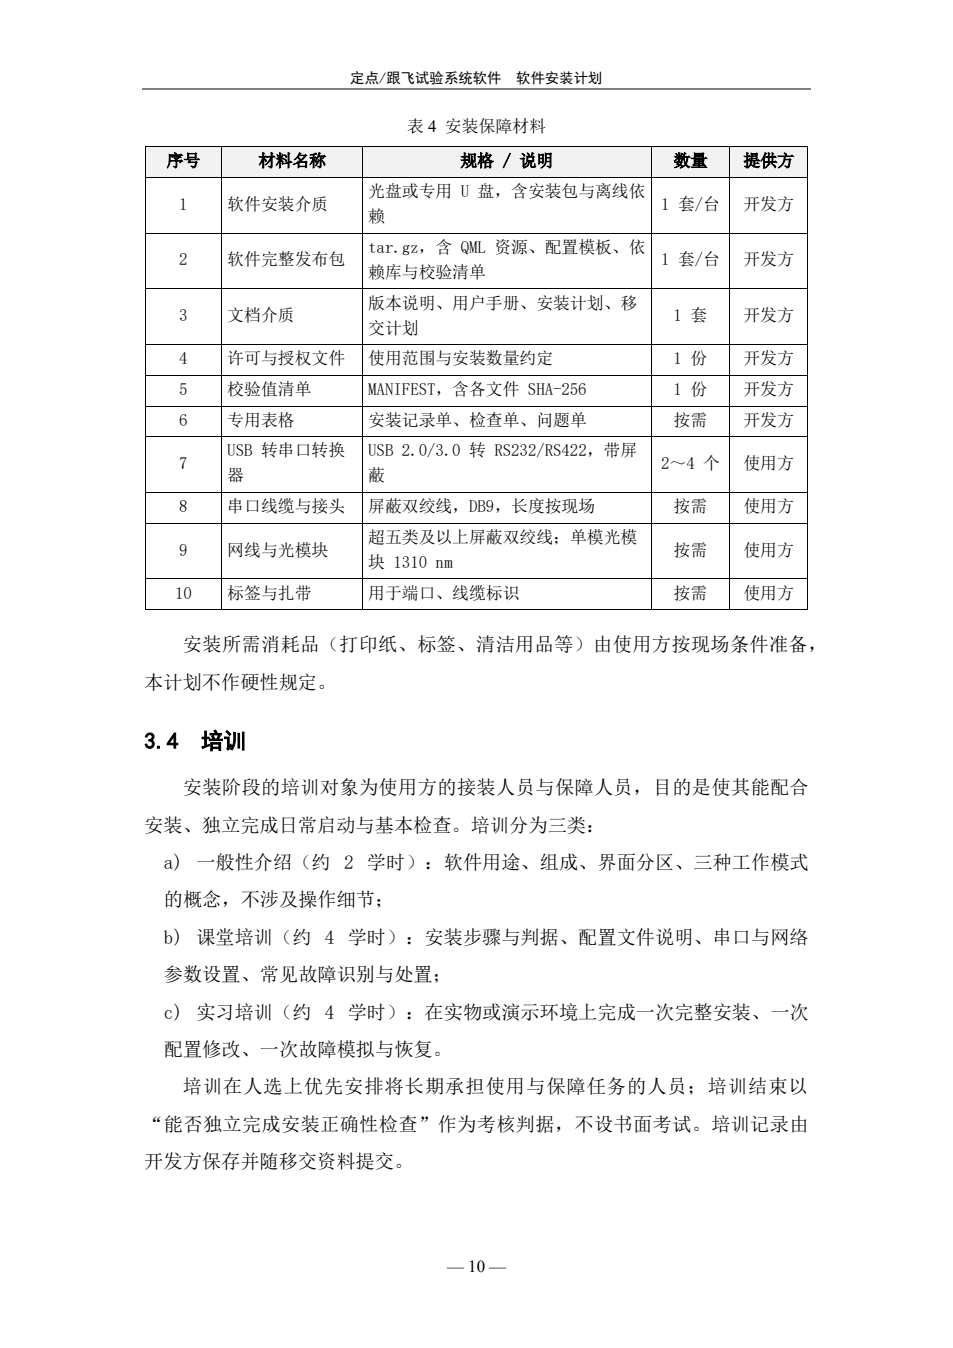 定点/跟飞试验系统软件　软件安装计划
表 4 安装保障材料
序号 材料名称 规格 / 说明 数量 提供方
1 软件安装介质 光盘或专用 U 盘，含安装包与离线依
赖 1 套/台 开发方
2 软件完整发布包 tar.gz，含 QML 资源、配置模板、依
赖库与校验清单 1 套/台 开发方
3 文档介质 版本说明、用户手册、安装计划、移
交计划 1 套 开发方
4 许可与授权文件 使用范围与安装数量约定 1 份 开发方
5 校验值清单 MANIFEST，含各文件 SHA-256 1 份 开发方
6 专用表格 安装记录单、检查单、问题单 按需 开发方
7 USB 转串口转换
器 USB 2.0/3.0 转 RS232/RS422，带屏
蔽 2～4 个 使用方
8 串口线缆与接头 屏蔽双绞线，DB9，长度按现场 按需 使用方
9 网线与光模块 超五类及以上屏蔽双绞线；单模光模
块 1310 nm 按需 使用方
10 标签与扎带 用于端口、线缆标识 按需 使用方
安装所需消耗品（打印纸、标签、清洁用品等）由使用方按现场条件准备，
本计划不作硬性规定。
3.4 培训
安装阶段的培训对象为使用方的接装人员与保障人员，目的是使其能配合
安装、独立完成日常启动与基本检查。培训分为三类：
a) 一般性介绍（约 2 学时）：软件用途、组成、界面分区、三种工作模式
的概念，不涉及操作细节；
b) 课堂培训（约 4 学时）：安装步骤与判据、配置文件说明、串口与网络
参数设置、常见故障识别与处置；
c) 实习培训（约 4 学时）：在实物或演示环境上完成一次完整安装、一次
配置修改、一次故障模拟与恢复。
培训在人选上优先安排将长期承担使用与保障任务的人员；培训结束以
“能否独立完成安装正确性检查”作为考核判据，不设书面考试。培训记录由
开发方保存并随移交资料提交。
— 10 —